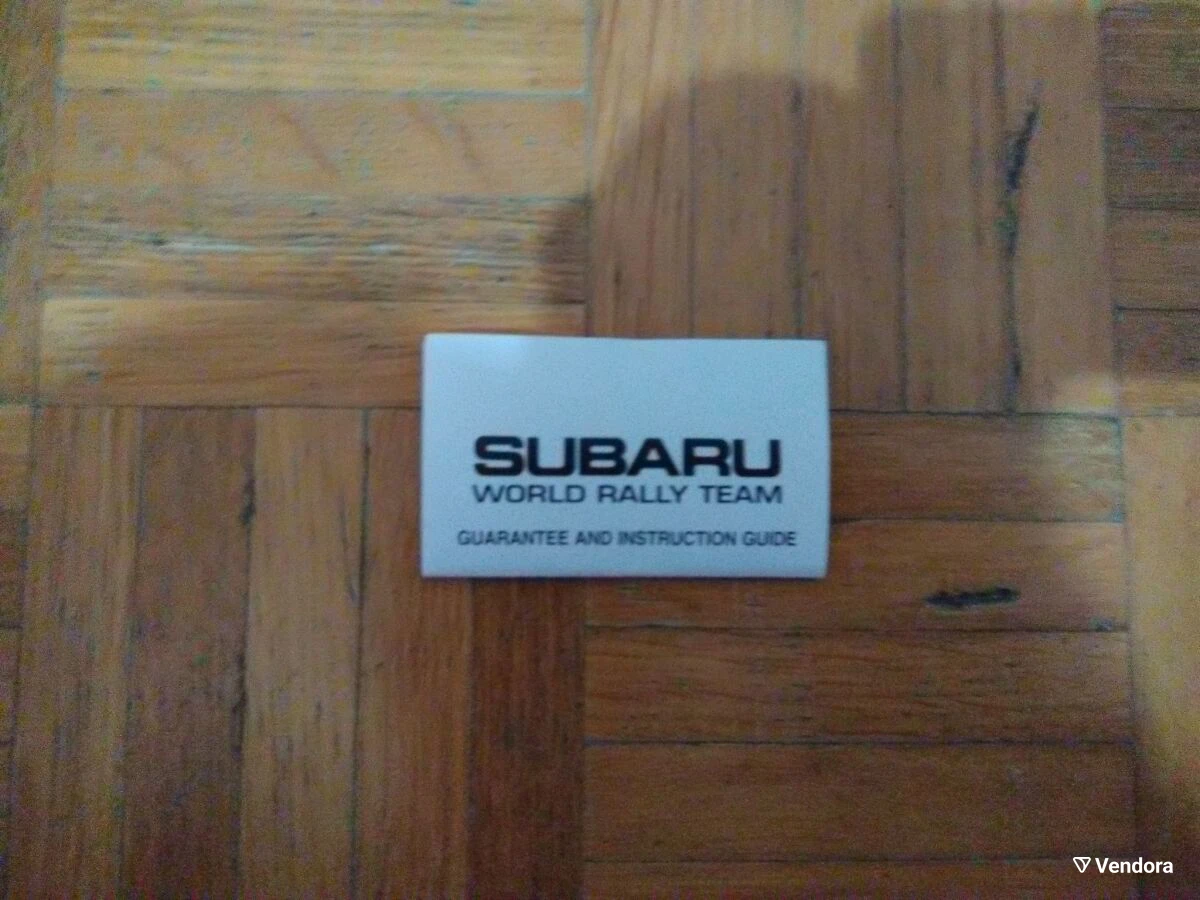 SUBARU
WORLD RALLY TEAM
GUARANTEE AND INSTRUCTION GUIDE
Vendora